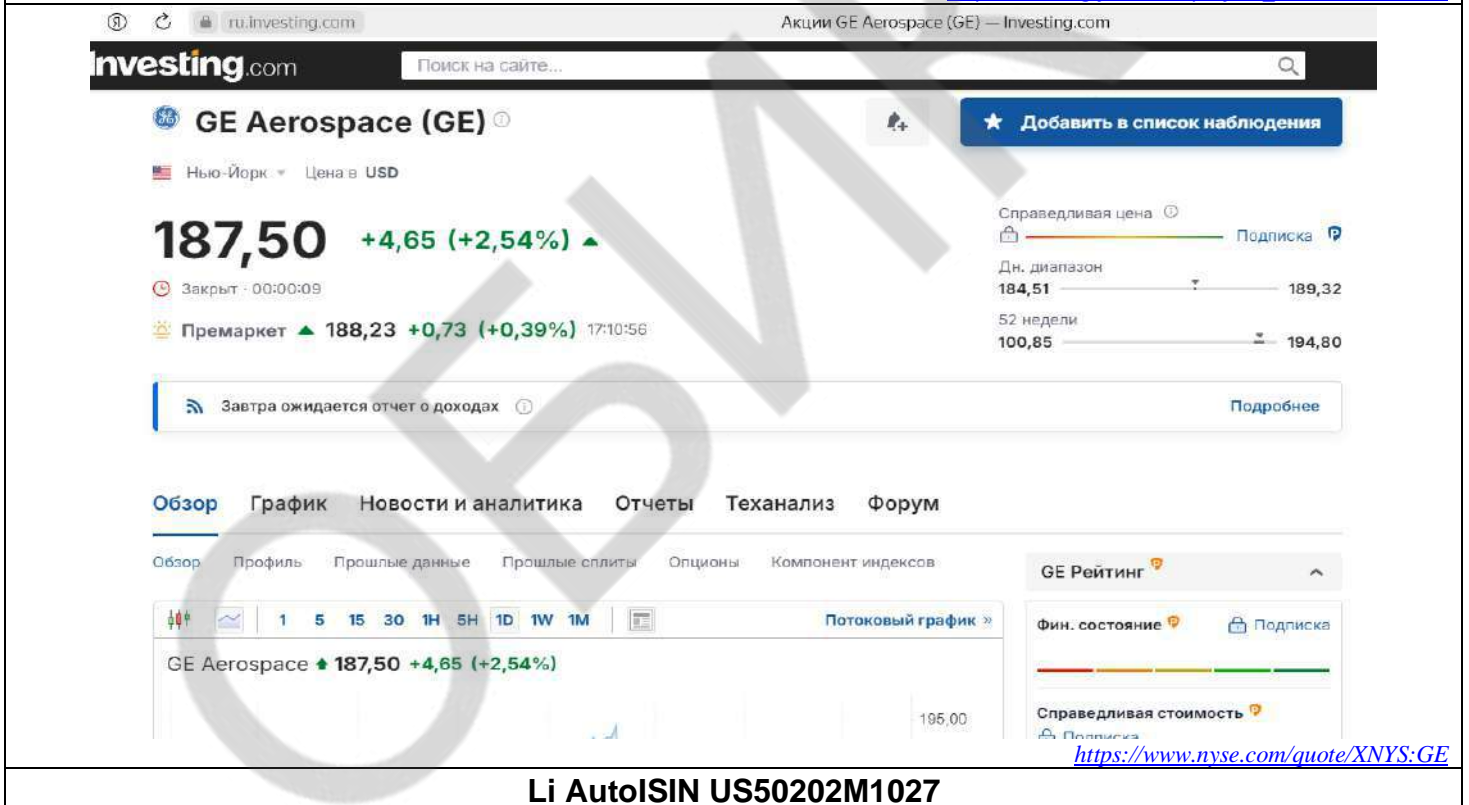 ru.investing.com
Акции GE Aerospace (GE) — Investing.com
Investing.com
Поиск на сайте...
GE Aerospace (GE)
Добавить в список наблюдения
Нью-Йорк Цена в USD
187,50 +4,65 (+2,54%)
Справедливая цена
Подписка
Закрыт · 00:00:09
Дн. диапазон
184,51 189,32
Премаркет 188,23 +0,73 (+0,39%) 17:10:56
52 недели
100,85 194,80
Завтра ожидается отчет о доходах
Подробнее
Обзор График Новости и аналитика Отчеты Теханализ Форум
Обзор Профиль Прошлые данные Прошлые сплиты Опционы Компонент индексов
GE Рейтинг
1 5 15 30 1H 5H 1D 1W 1M Потоковый график »
Фин. состояние Подписка
GE Aerospace 187,50 +4,65 (+2,54%)
195,00
Справедливая стоимость
Подписка
https://www.nyse.com/quote/XNYS:GE
Li AutoISIN US50202M1027